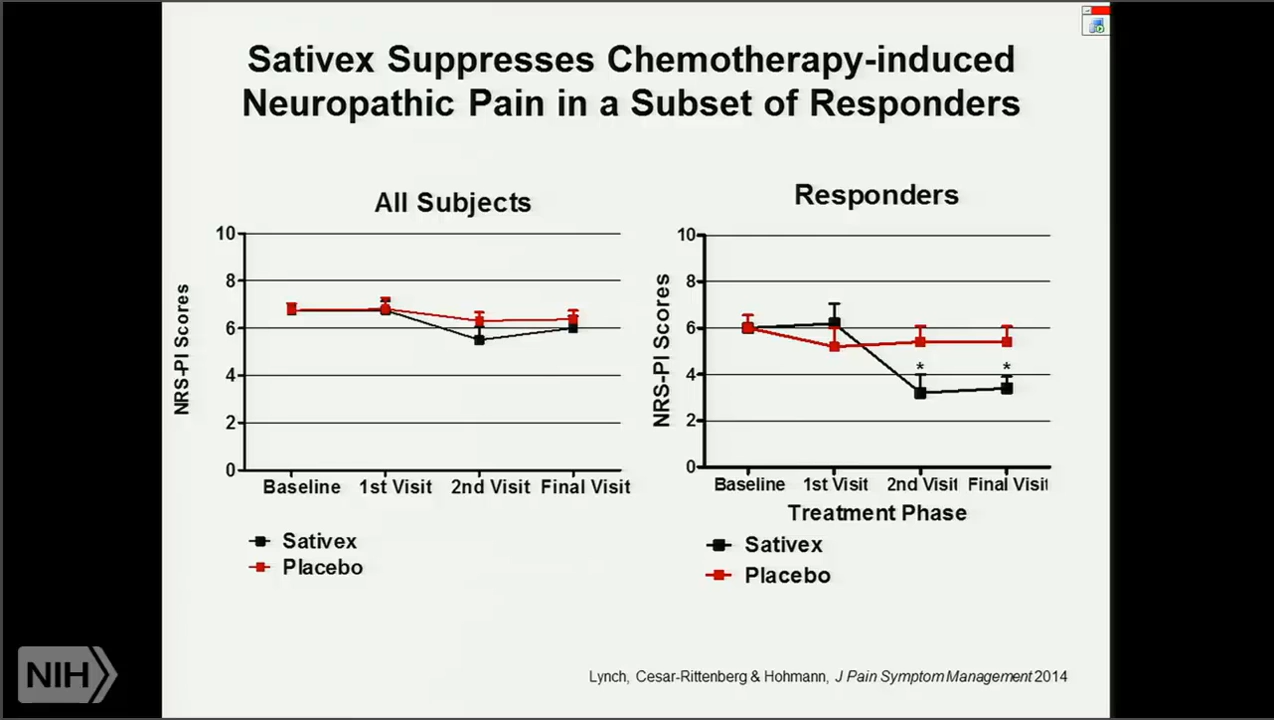 Sativex Suppresses Chemotherapy-induced
Neuropathic Pain in a Subset of Responders
All Subjects
10
8
6
4
2
0
NRS-PI Scores
Baseline 1st Visit 2nd Visit Final Visit
Sativex
Placebo
Responders
10
8
6
4
2
0
NRS-PI Scores
* *
Baseline 1st Visit 2nd Visit Final Visit
Treatment Phase
Sativex
Placebo
NIH
Lynch, Cesar-Rittenberg & Hohmann, J Pain Symptom Management 2014